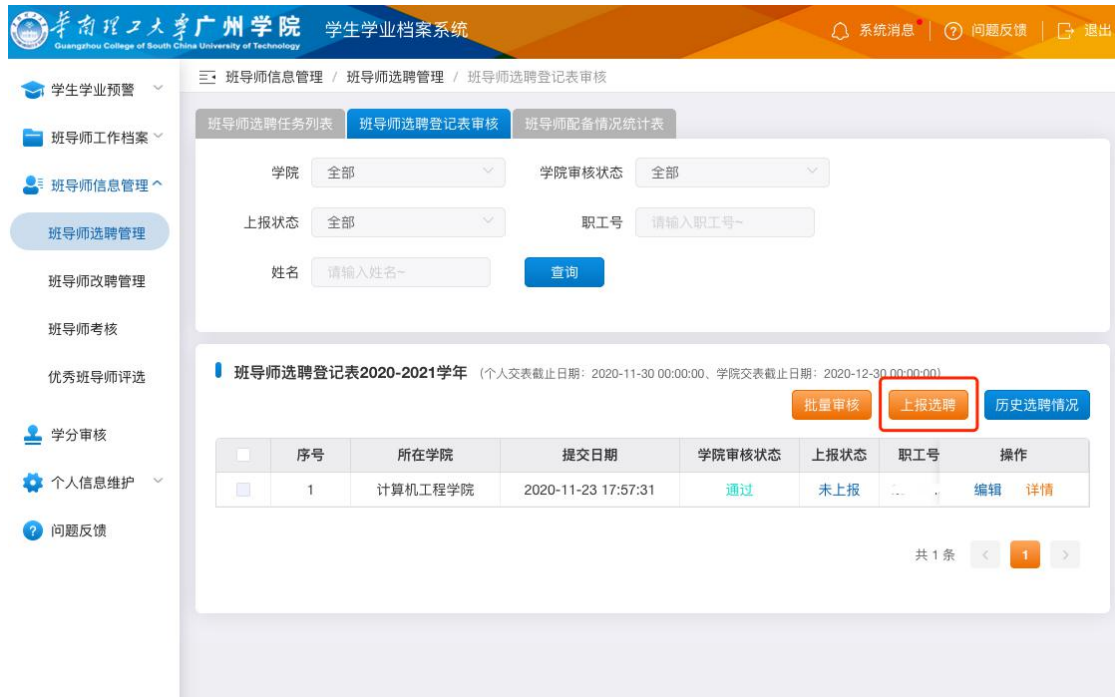 华南理工大学广州学院 学生学业档案系统 系统消息 问题反馈 退出
Guangzhou College of South China University of Technology
学生学业预警
班导师工作档案
班导师信息管理
班导师选聘管理
班导师改聘管理
班导师考核
优秀班导师评选
学分审核
个人信息维护
问题反馈
班导师信息管理 / 班导师选聘管理 / 班导师选聘登记表审核
班导师选聘任务列表 班导师选聘登记表审核 班导师配备情况统计表
学院 全部 学院审核状态 全部
上报状态 全部 职工号 请输入职工号~
姓名 请输入姓名~ 查询
班导师选聘登记表2020-2021学年 (个人交表截止日期：2020-11-30 00:00:00、学院交表截止日期：2020-12-30 00:00:00)
批量审核 上报选聘 历史选聘情况
序号 所在学院 提交日期 学院审核状态 上报状态 职工号 操作
1 计算机工程学院 2020-11-23 17:57:31 通过 未上报 编辑 详情
共 1 条 < 1 >